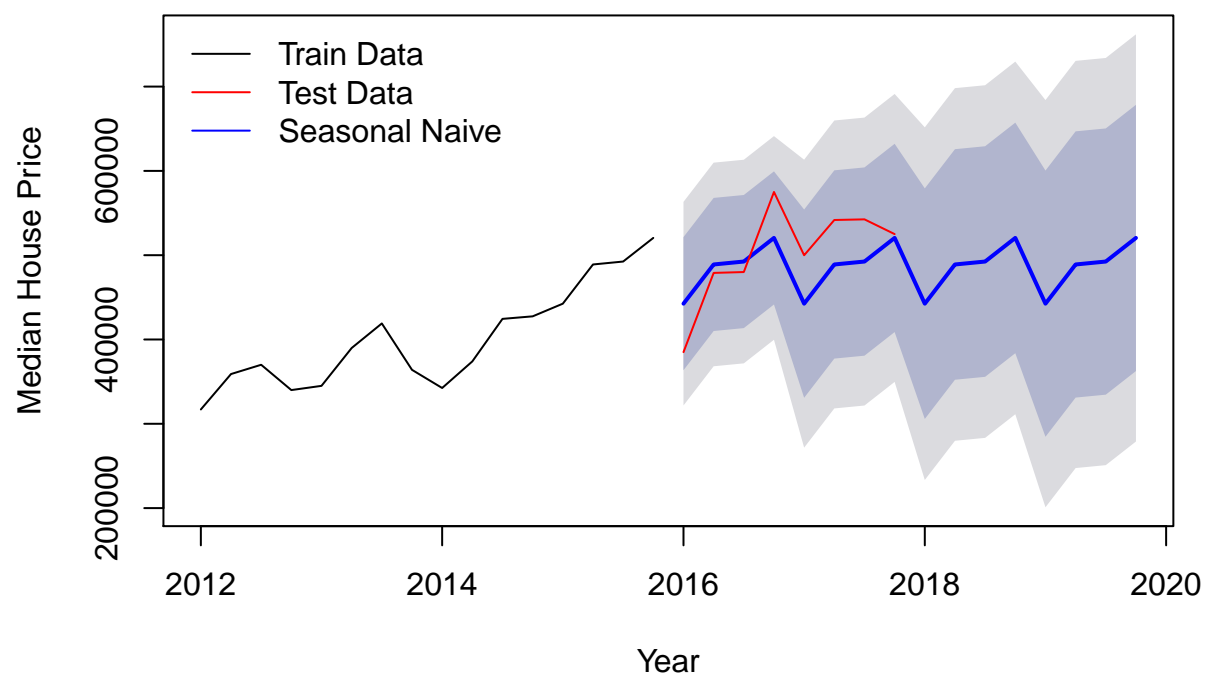 Train Data
Test Data
Seasonal Naive
Median House Price
600000
400000
200000
2012 2014 2016 2018 2020
Year